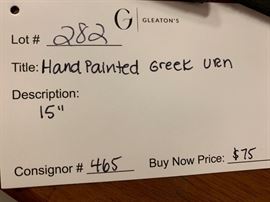 G | GLEATON'S
Lot # 282
Title: Hand Painted Greek Urn
Description:
15"
Consignor # 465 Buy Now Price: $75